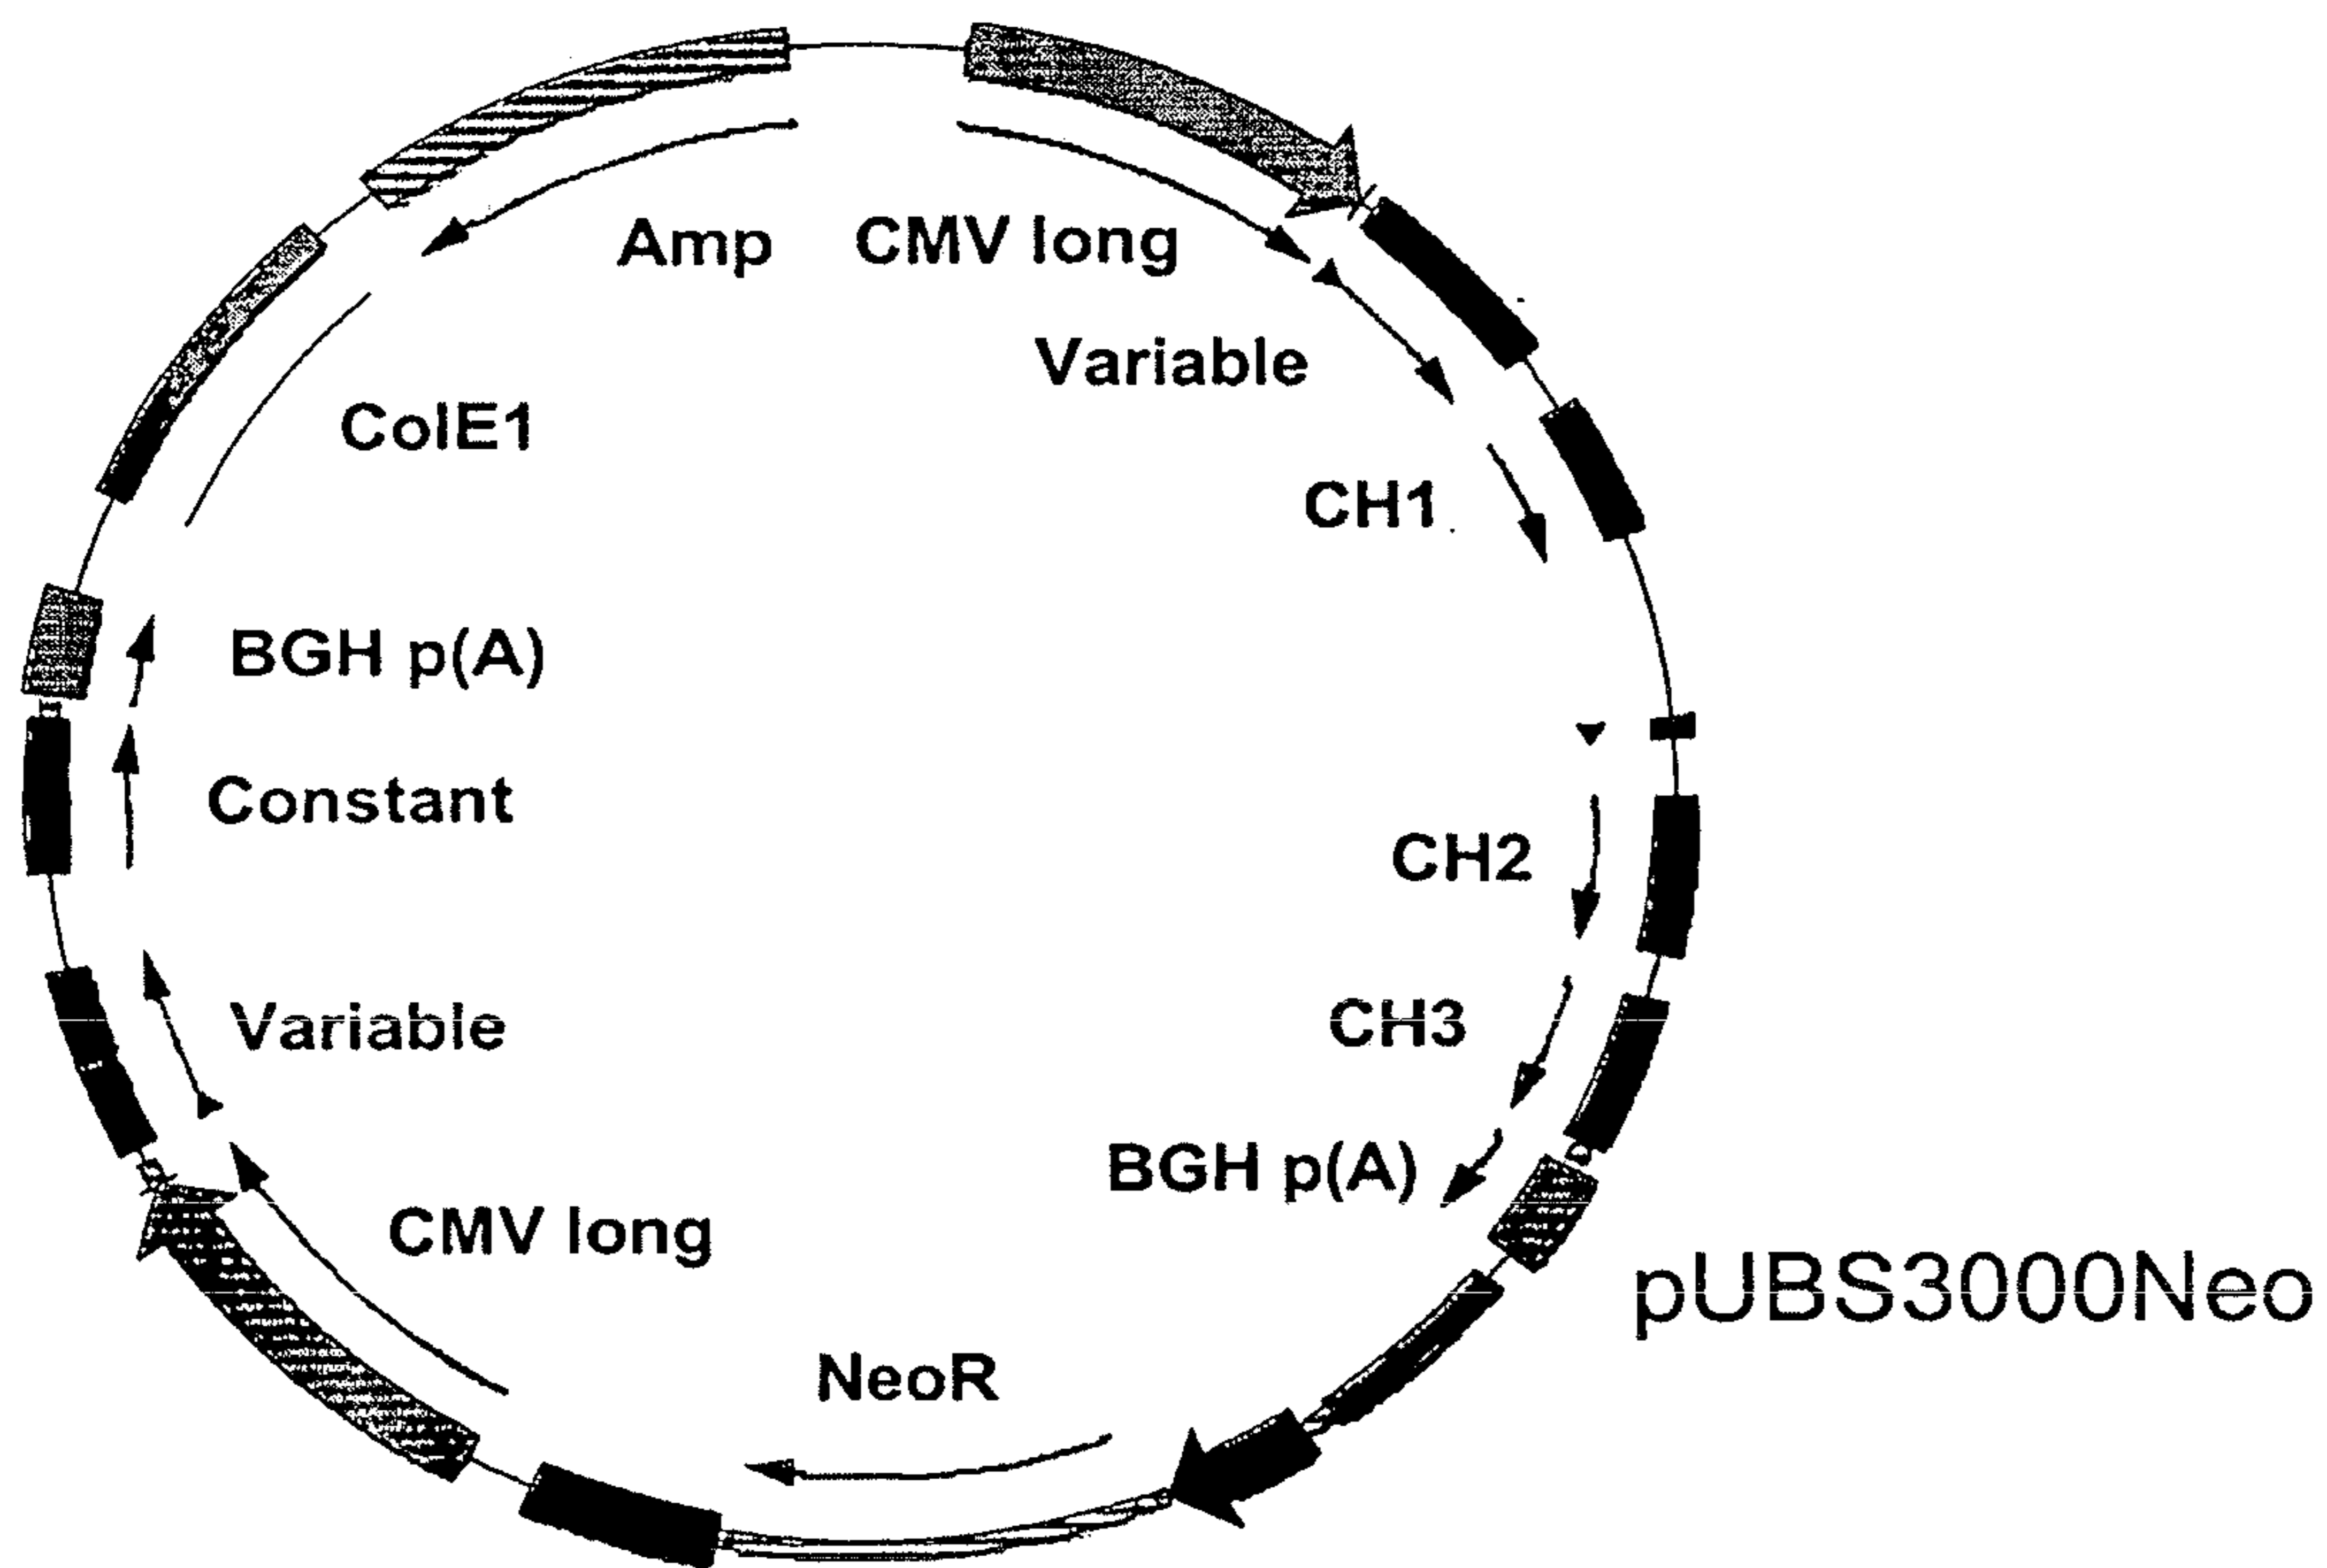 Amp
CMV long
Variable
CH1
CH2
CH3
BGH p(A)
pUBS3000Neo
NeoR
CMV long
Variable
Constant
BGH p(A)
ColE1